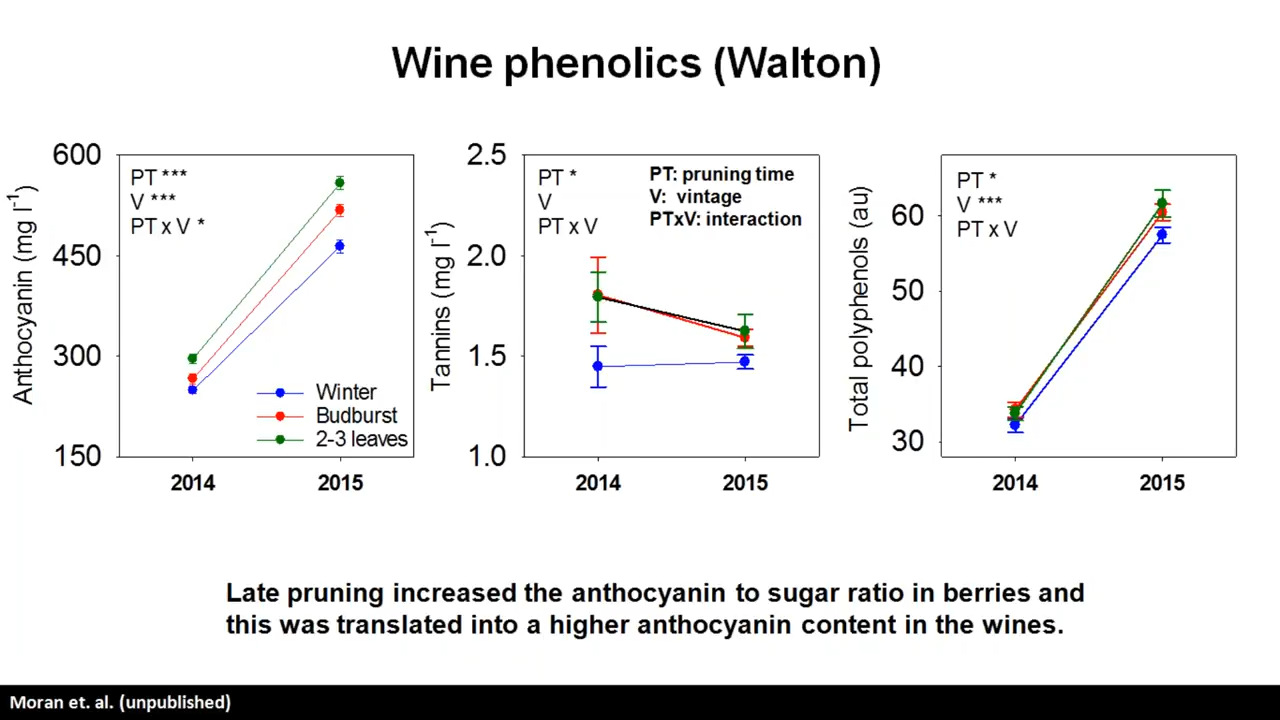 Wine phenolics (Walton)
600
450
300
150
Anthocyanin (mg l⁻¹)
PT ***
V ***
PT x V *
Winter
Budburst
2-3 leaves
2014
2015
2.5
2.0
1.5
1.0
Tannins (mg l⁻¹)
PT *
V
PT x V
PT: pruning time
V: vintage
PTxV: interaction
2014
2015
60
50
40
30
Total polyphenols (au)
PT *
V ***
PT x V
2014
2015
Late pruning increased the anthocyanin to sugar ratio in berries and
this was translated into a higher anthocyanin content in the wines.
Moran et. al. (unpublished)